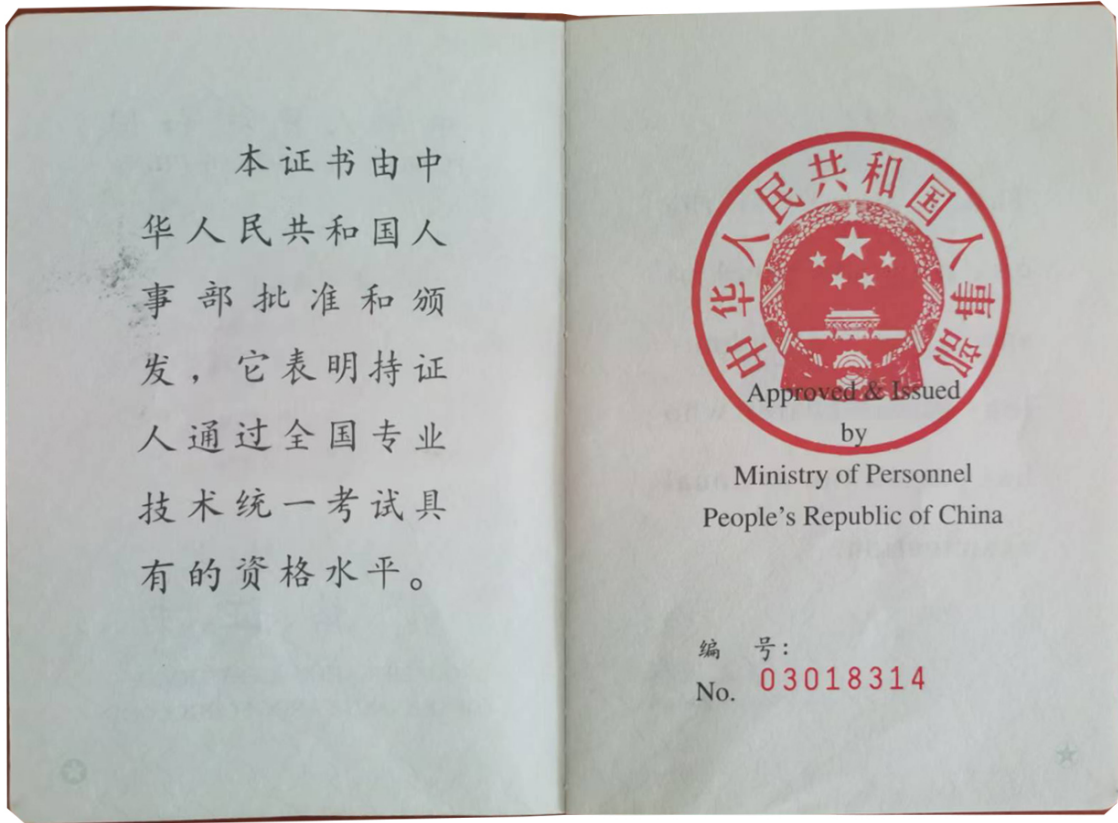 本证书由中
华人民共和国人
事部批准和颁
发，它表明持证
人通过全国专业
技术统一考试具
有的资格水平。
中华人民共和国人事部
Approved & Issued
by
Ministry of Personnel
People's Republic of China
编 号：
No. 03018314